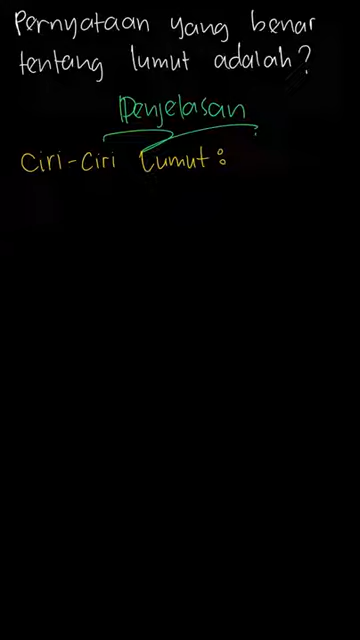 Pernyataan yang benar
tentang lumut adalah?
Penjelasan
Ciri-Ciri Lumut: